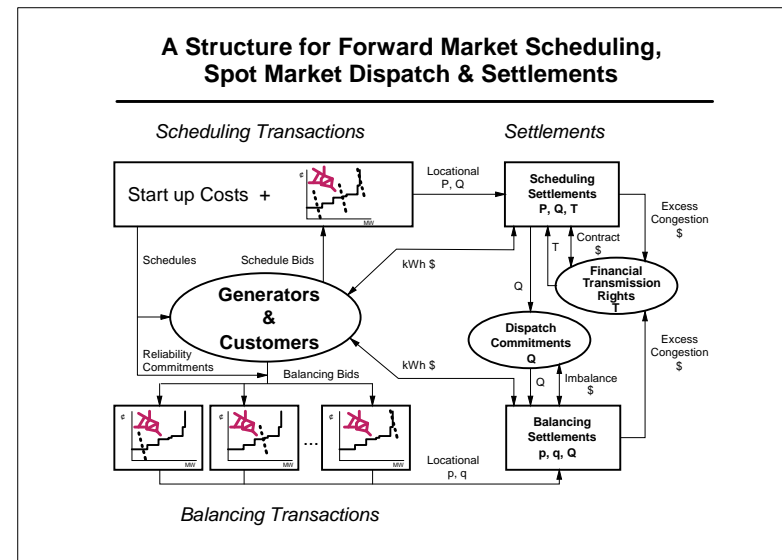 A Structure for Forward Market Scheduling,
Spot Market Dispatch & Settlements
Scheduling Transactions
Settlements
Start up Costs +
¢
MW
Locational
P, Q
Scheduling
Settlements
P, Q, T
Excess
Congestion
$
Schedules
Schedule Bids
kWh $
T
Contract
$
Financial
Transmission
Rights
T
Generators
&
Customers
Q
Dispatch
Commitments
Q
Reliability
Commitments
Balancing Bids
kWh $
Q
Imbalance
$
Excess
Congestion
$
¢
MW
¢
MW
...
¢
MW
Balancing
Settlements
p, q, Q
Locational
p, q
Balancing Transactions